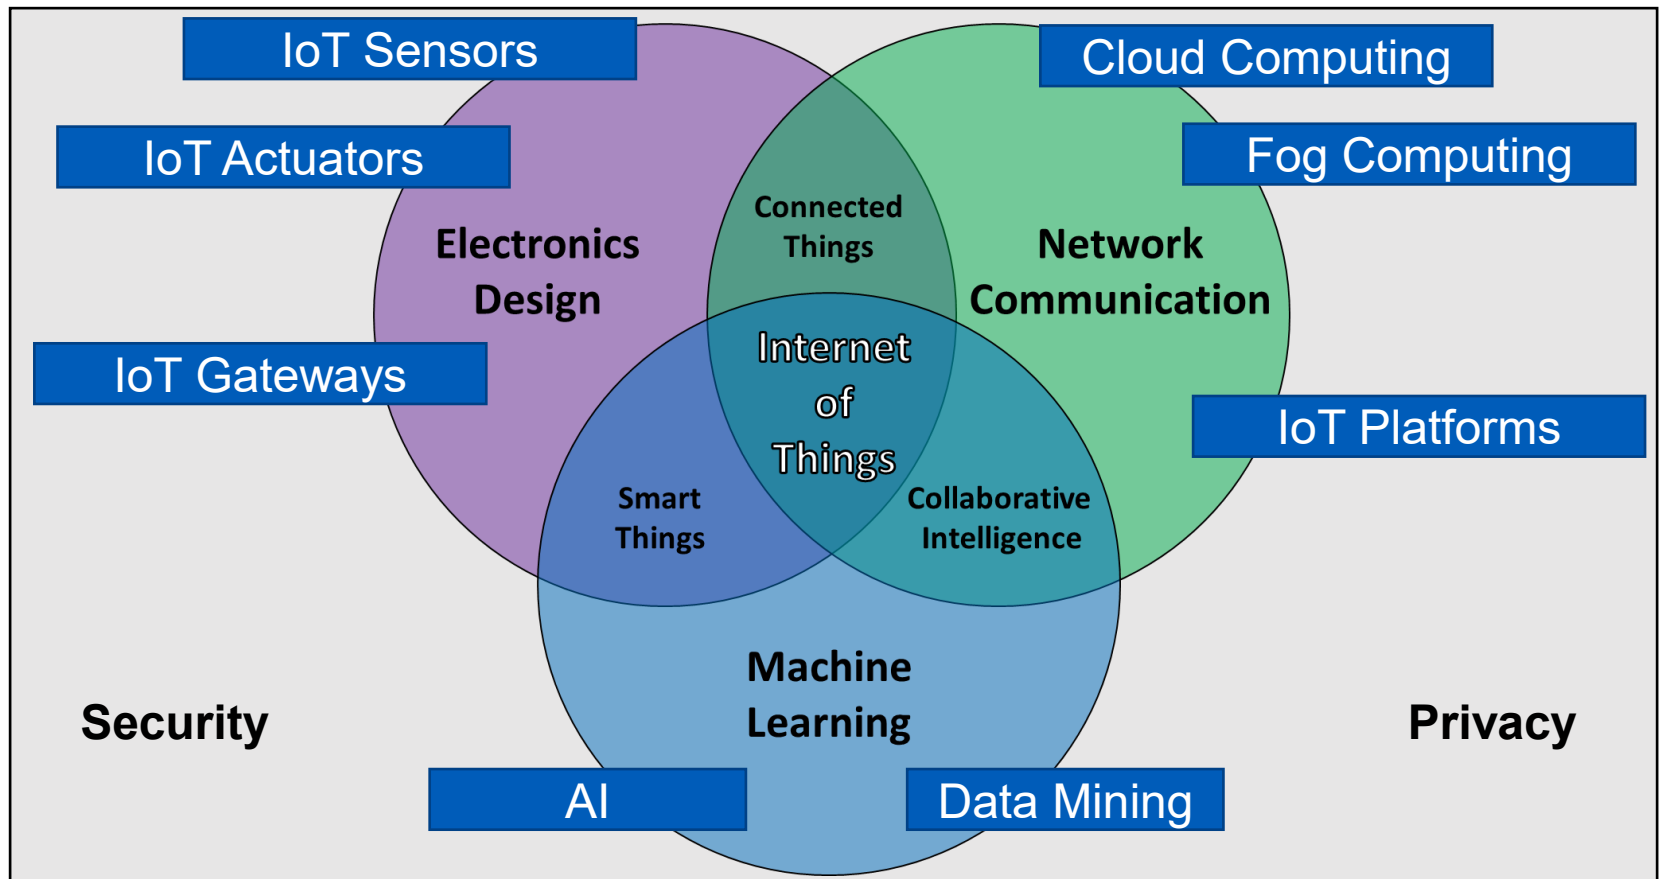 IoT Sensors
Cloud Computing
IoT Actuators
Fog Computing
Connected
Things
Electronics
Design
Network
Communication
Internet
of
Things
IoT Gateways
IoT Platforms
Smart
Things
Collaborative
Intelligence
Machine
Learning
Security
Privacy
AI
Data Mining